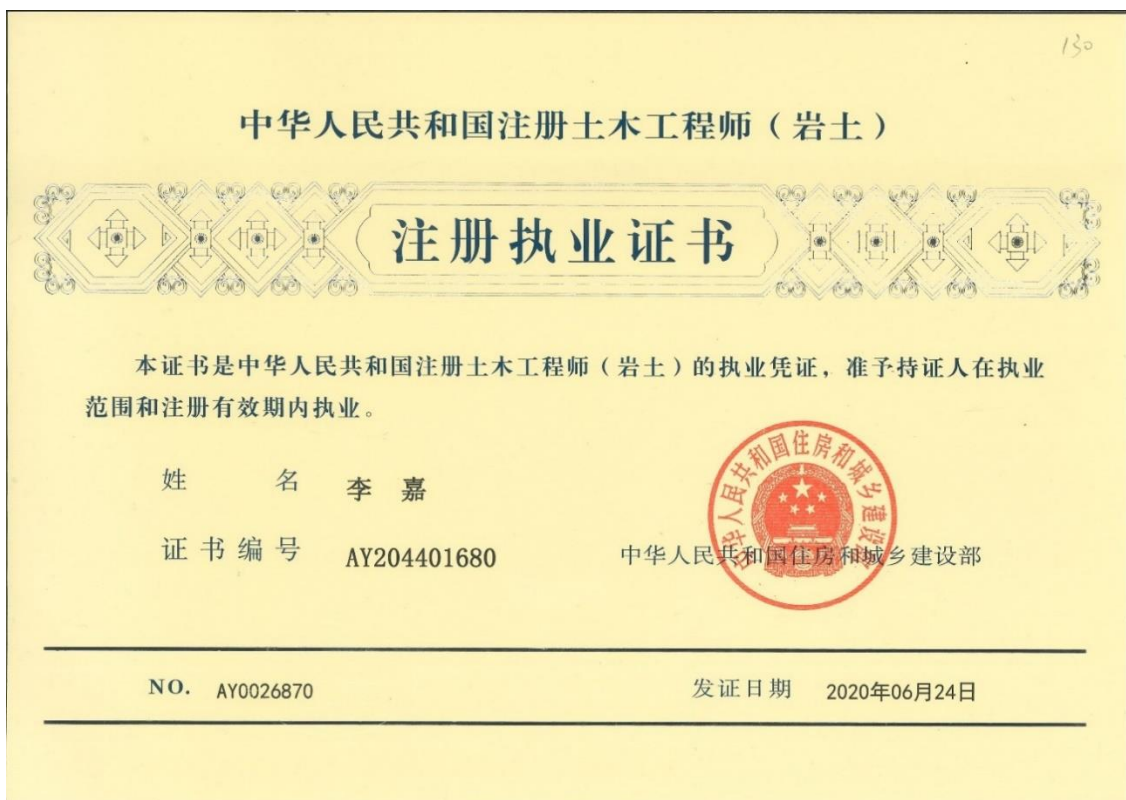 130
中华人民共和国注册土木工程师（岩土）
注册执业证书
本证书是中华人民共和国注册土木工程师（岩土）的执业凭证，准予持证人在执业
范围和注册有效期内执业。
姓 名 李 嘉
证书编号 AY204401680
中华人民共和国住房和城乡建设部
中华人民共和国住房和城乡建设部
NO. AY0026870
发证日期 2020年06月24日